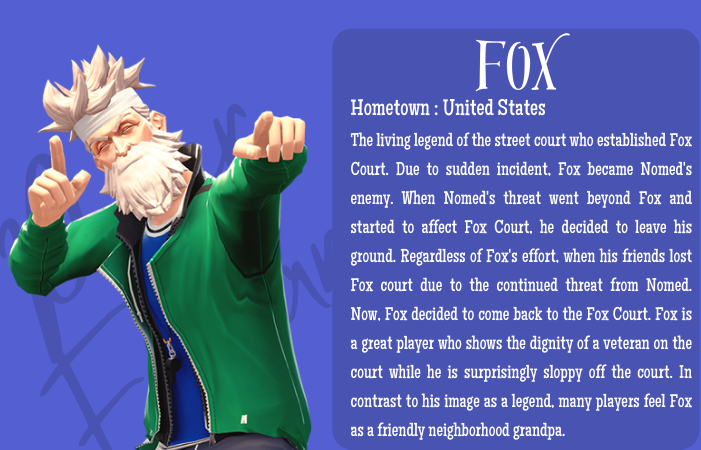 Fox
Hometown : United States
The living legend of the street court who established Fox
Court. Due to sudden incident, Fox became Nomed's
enemy. When Nomed's threat went beyond Fox and
started to affect Fox Court, he decided to leave his
ground. Regardless of Fox's effort, when his friends lost
Fox court due to the continued threat from Nomed.
Now, Fox decided to come back to the Fox Court. Fox is
a great player who shows the dignity of a veteran on the
court while he is surprisingly sloppy off the court. In
contrast to his image as a legend, many players feel Fox
as a friendly neighborhood grandpa.